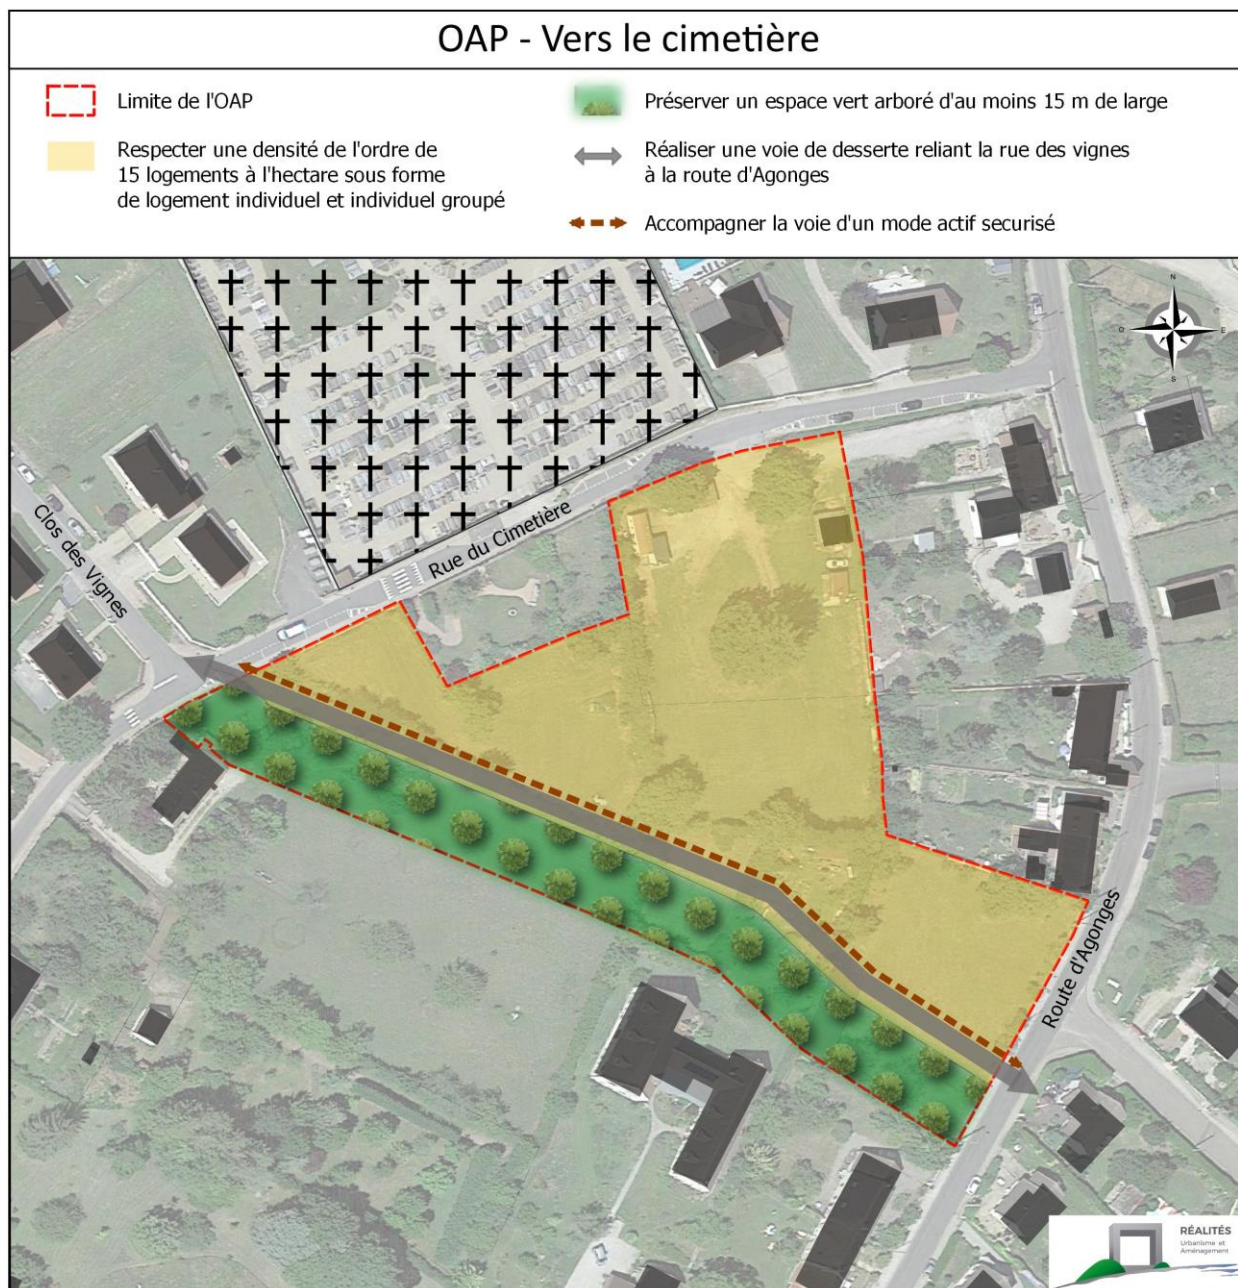 OAP - Vers le cimetière
Limite de l'OAP
Respecter une densité de l'ordre de
15 logements à l'hectare sous forme
de logement individuel et individuel groupé
Préserver un espace vert arboré d'au moins 15 m de large
Réaliser une voie de desserte reliant la rue des vignes
à la route d'Agonges
Accompagner la voie d'un mode actif securisé
N
O
E
S
Clos des Vignes
Rue du Cimetière
Route d'Agonges
RÉALITÉS
Urbanisme et
Aménagement